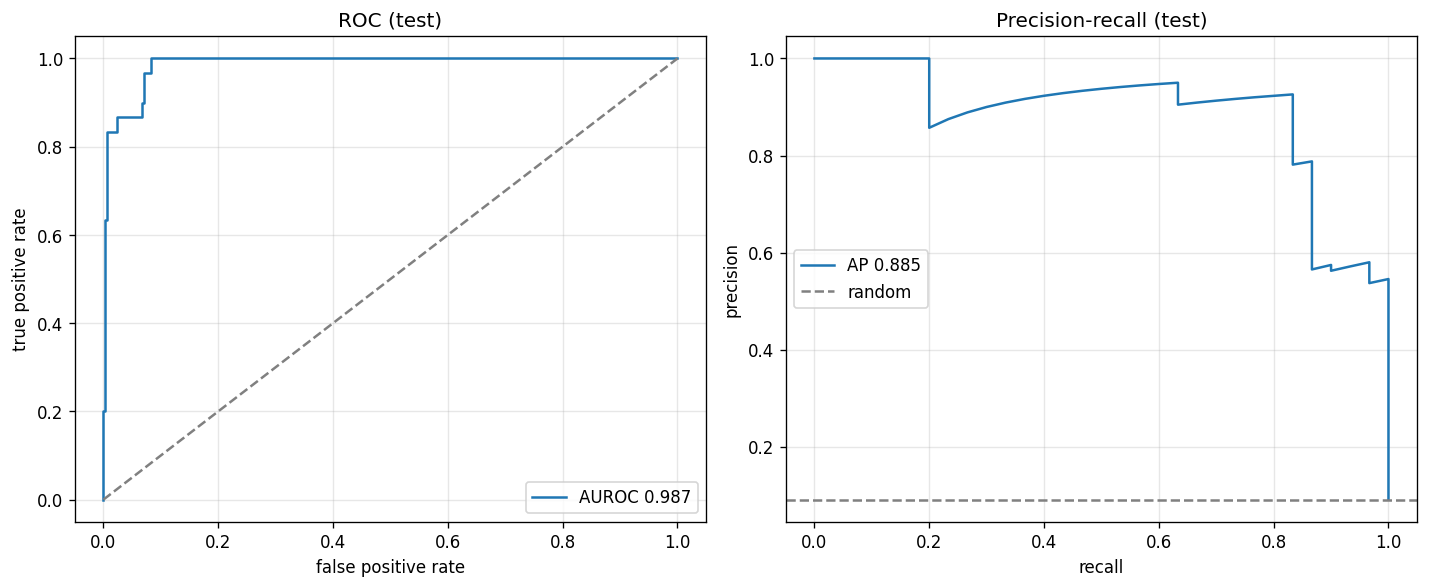 ROC (test)
true positive rate
1.0
0.8
0.6
0.4
0.2
0.0
0.0 0.2 0.4 0.6 0.8 1.0
false positive rate
AUROC 0.987
Precision-recall (test)
precision
1.0
0.8
0.6
0.4
0.2
0.0 0.2 0.4 0.6 0.8 1.0
recall
AP 0.885
random